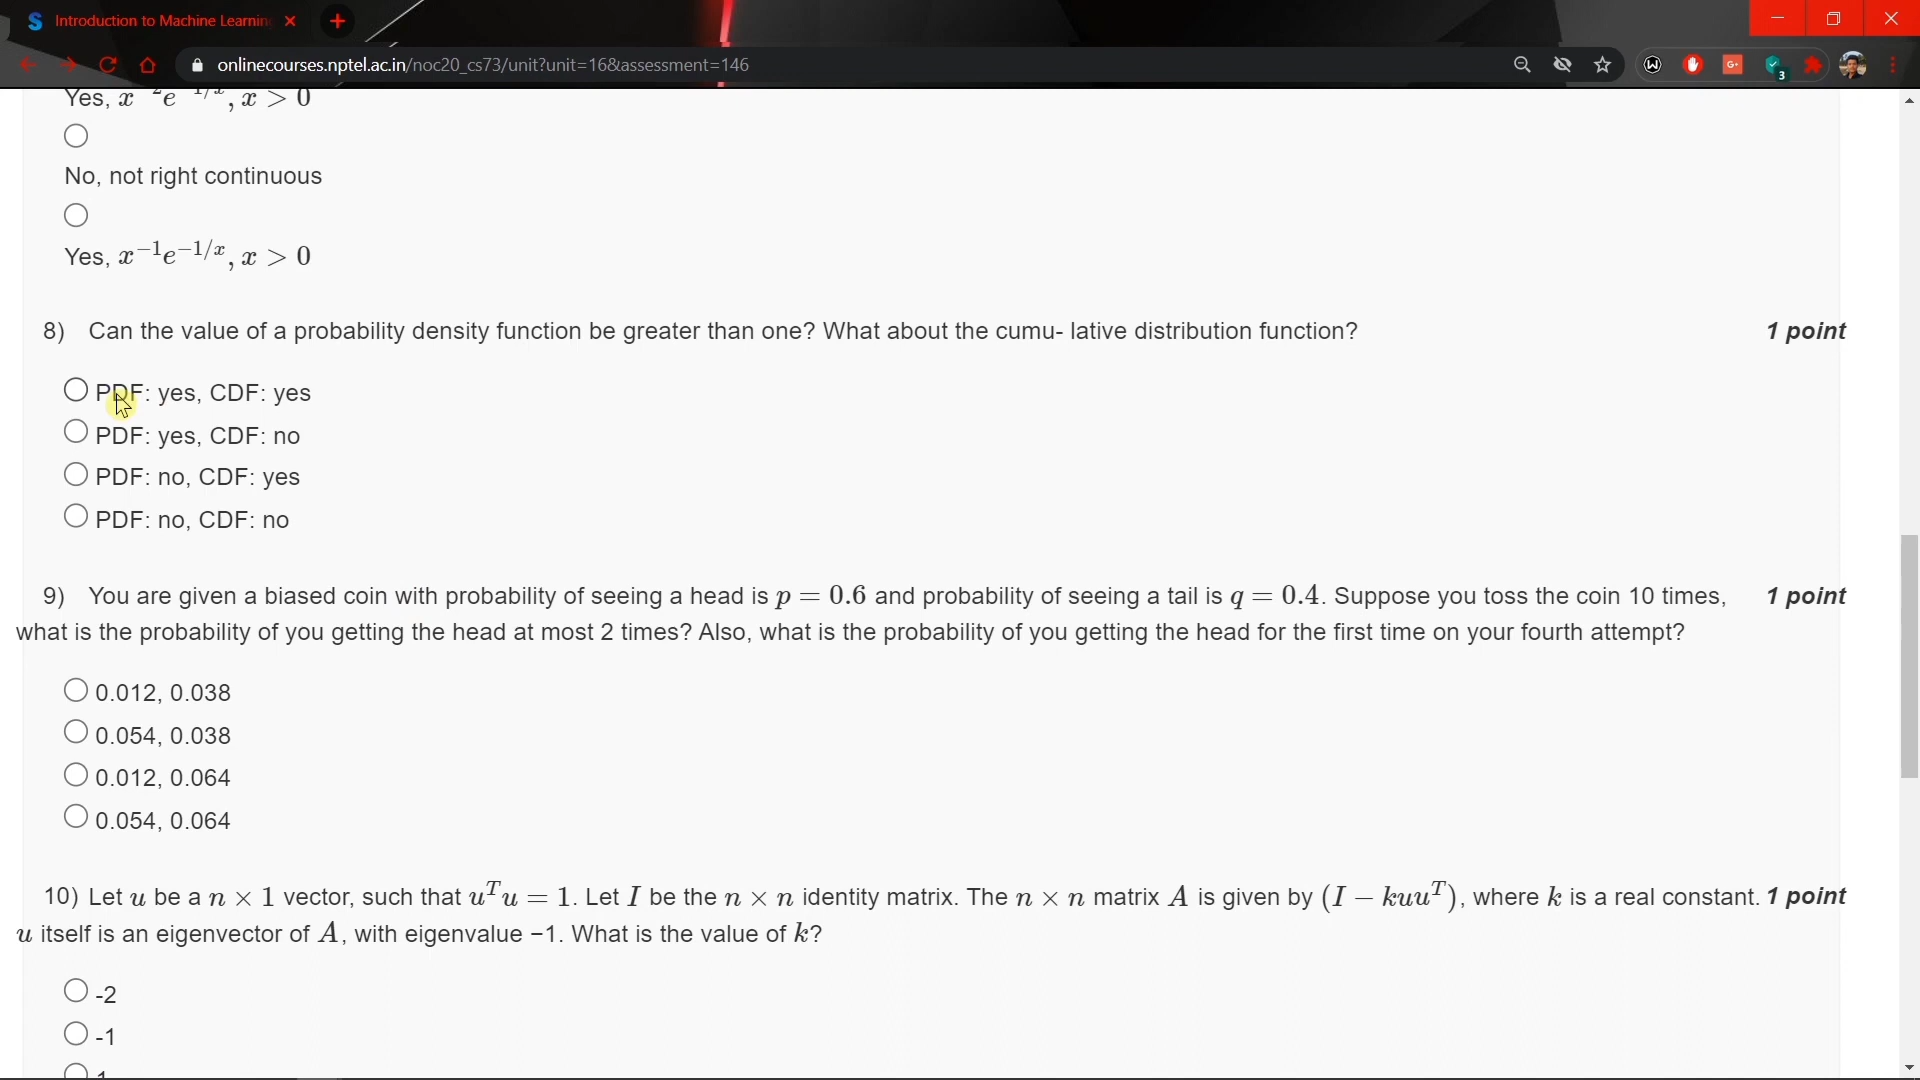 Introduction to Machine Learning
onlinecourses.nptel.ac.in/noc20_cs73/unit?unit=16&assessment=146
3
Yes, x⁻²e^{-1/x}, x > 0
No, not right continuous
Yes, x⁻¹e^{-1/x}, x > 0
8) Can the value of a probability density function be greater than one? What about the cumu- lative distribution function? 1 point
PDF: yes, CDF: yes
PDF: yes, CDF: no
PDF: no, CDF: yes
PDF: no, CDF: no
9) You are given a biased coin with probability of seeing a head is p = 0.6 and probability of seeing a tail is q = 0.4. Suppose you toss the coin 10 times, 1 point
what is the probability of you getting the head at most 2 times? Also, what is the probability of you getting the head for the first time on your fourth attempt?
0.012, 0.038
0.054, 0.038
0.012, 0.064
0.054, 0.064
10) Let u be a n × 1 vector, such that uᵀu = 1. Let I be the n × n identity matrix. The n × n matrix A is given by (I − kuuᵀ), where k is a real constant. 1 point
u itself is an eigenvector of A, with eigenvalue −1. What is the value of k?
-2
-1